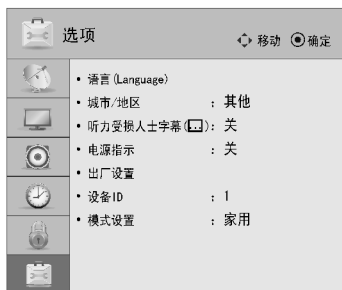 选项 移动 确定
• 语言(Language)
• 城市/地区 : 其他
• 听力受损人士字幕(...): 关
• 电源指示 : 关
• 出厂设置
• 设备ID : 1
• 模式设置 : 家用